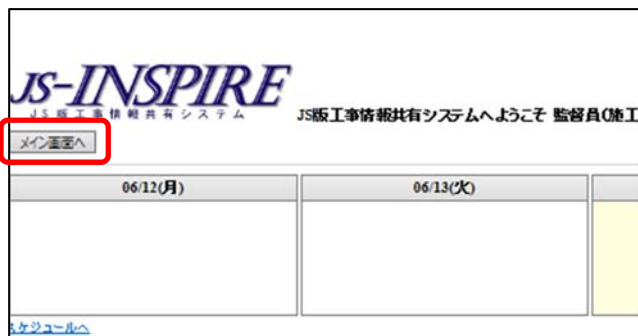 JS-INSPIRE
JS版工事情報共有システム
JS版工事情報共有システムへようこそ 監督員(施工
メイン画面へ
06/12(月) 06/13(火)
スケジュールへ